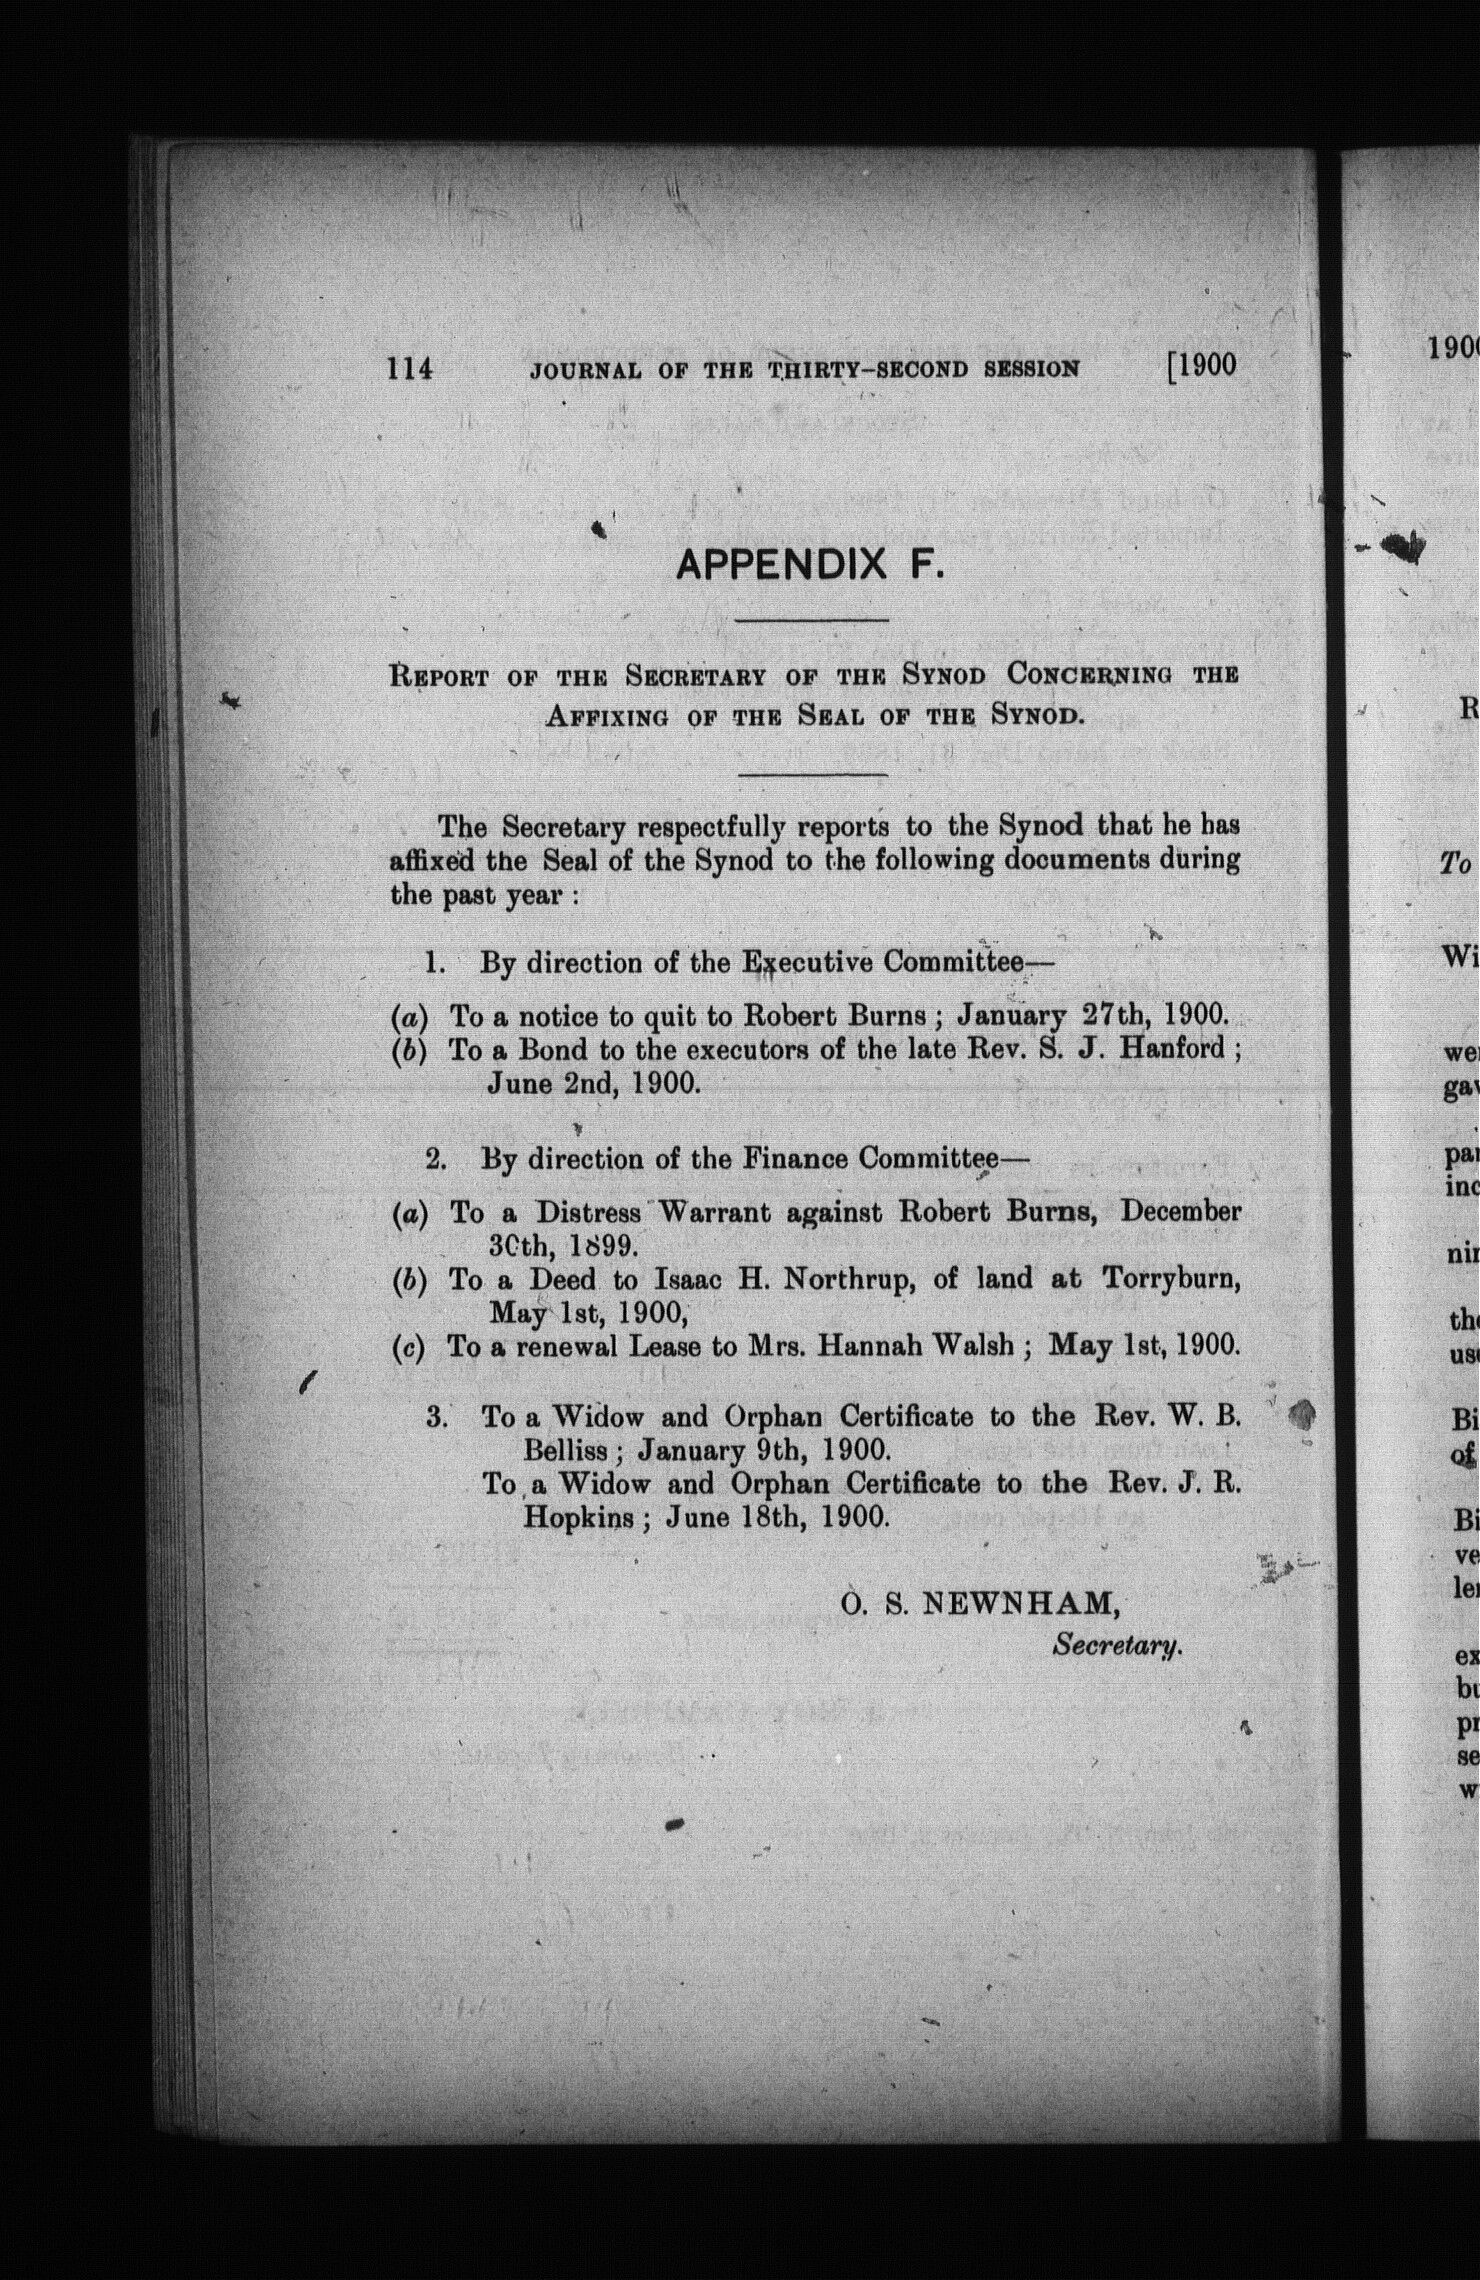 114 JOURNAL OF THE THIRTY-SECOND SESSION [1900
APPENDIX F.
REPORT OF THE SECRETARY OF THE SYNOD CONCERNING THE
AFFIXING OF THE SEAL OF THE SYNOD.
The Secretary respectfully reports to the Synod that he has
affixed the Seal of the Synod to the following documents during
the past year :
1. By direction of the Executive Committee—
(a) To a notice to quit to Robert Burns ; January 27th, 1900.
(b) To a Bond to the executors of the late Rev. S. J. Hanford ;
June 2nd, 1900.
2. By direction of the Finance Committee—
(a) To a Distress Warrant against Robert Burns, December
30th, 1899.
(b) To a Deed to Isaac H. Northrup, of land at Torryburn,
May 1st, 1900,
(c) To a renewal Lease to Mrs. Hannah Walsh ; May 1st, 1900.
3. To a Widow and Orphan Certificate to the Rev. W. B.
Belliss ; January 9th, 1900.
To a Widow and Orphan Certificate to the Rev. J. R.
Hopkins ; June 18th, 1900.
O. S. NEWNHAM,
Secretary.
To
of